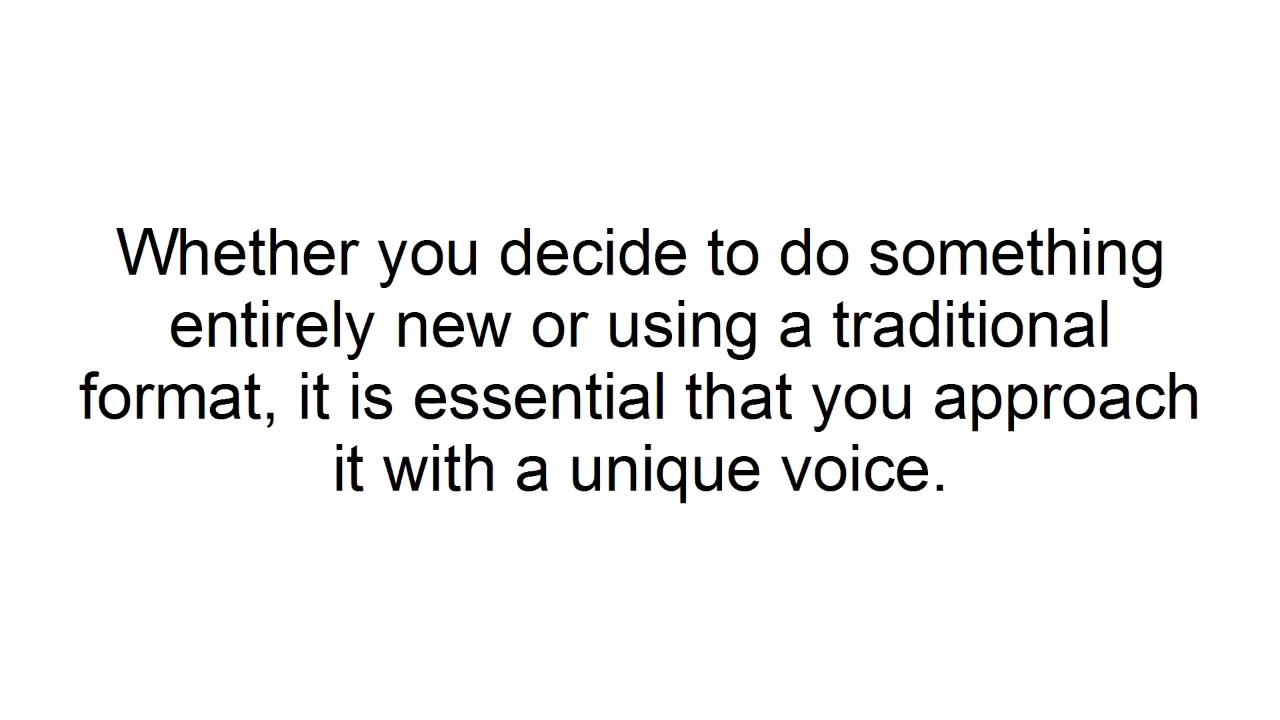 Whether you decide to do something
entirely new or using a traditional
format, it is essential that you approach
it with a unique voice.